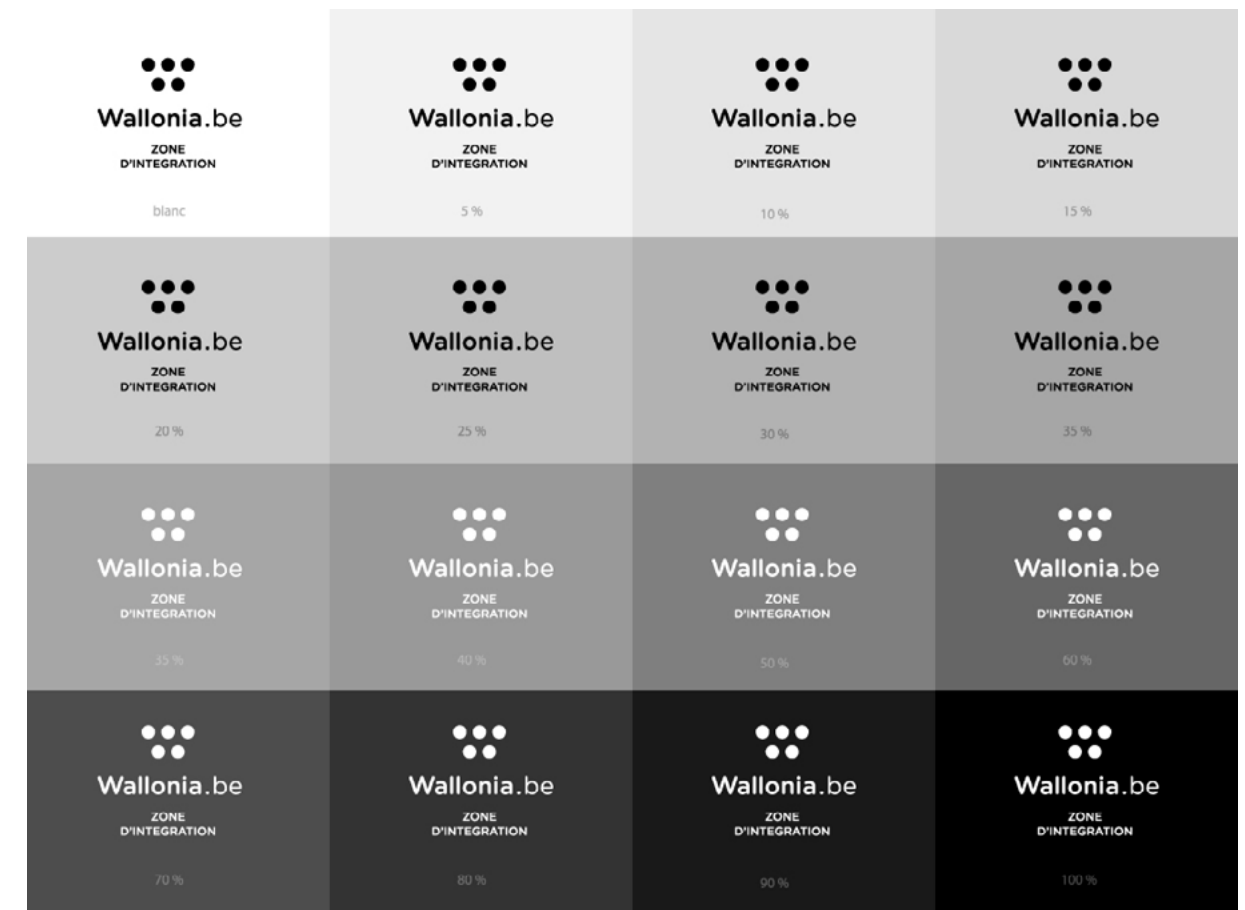 Wallonia.be
ZONE
D'INTEGRATION
blanc
Wallonia.be
ZONE
D'INTEGRATION
5 %
Wallonia.be
ZONE
D'INTEGRATION
10 %
Wallonia.be
ZONE
D'INTEGRATION
15 %
Wallonia.be
ZONE
D'INTEGRATION
20 %
Wallonia.be
ZONE
D'INTEGRATION
25 %
Wallonia.be
ZONE
D'INTEGRATION
30 %
Wallonia.be
ZONE
D'INTEGRATION
35 %
Wallonia.be
ZONE
D'INTEGRATION
35 %
Wallonia.be
ZONE
D'INTEGRATION
40 %
Wallonia.be
ZONE
D'INTEGRATION
50 %
Wallonia.be
ZONE
D'INTEGRATION
60 %
Wallonia.be
ZONE
D'INTEGRATION
70 %
Wallonia.be
ZONE
D'INTEGRATION
80 %
Wallonia.be
ZONE
D'INTEGRATION
90 %
Wallonia.be
ZONE
D'INTEGRATION
100 %